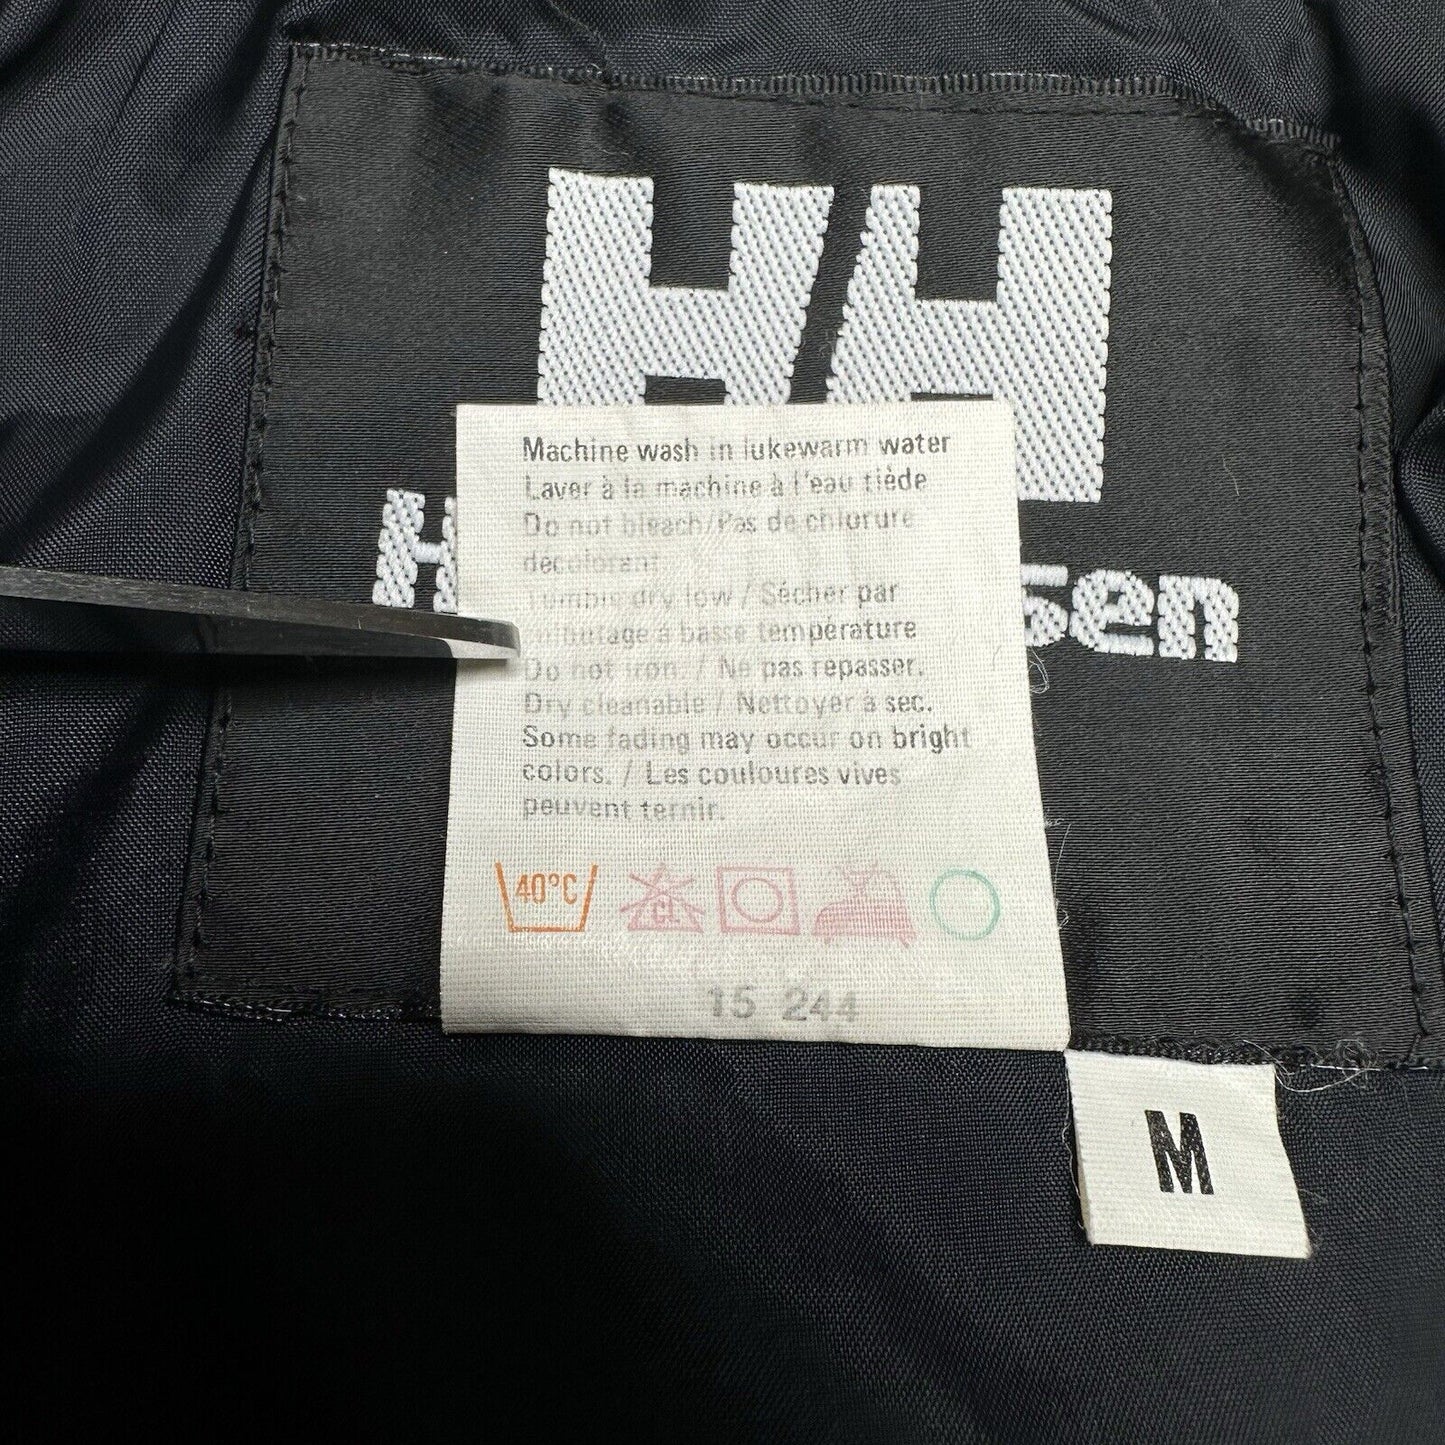 HH
H
sen
Machine wash in lukewarm water
Laver à la machine à l'eau tiède
Do not bleach/Pas de chlorure
decolorant.
Tumble dry low / Sécher par
culbutage à basse température
Do not iron. / Ne pas repasser.
Dry cleanable / Nettoyer à sec.
Some fading may occur on bright
colors. / Les couloures vives
peuvent ternir.
40°C CL
15 244
M